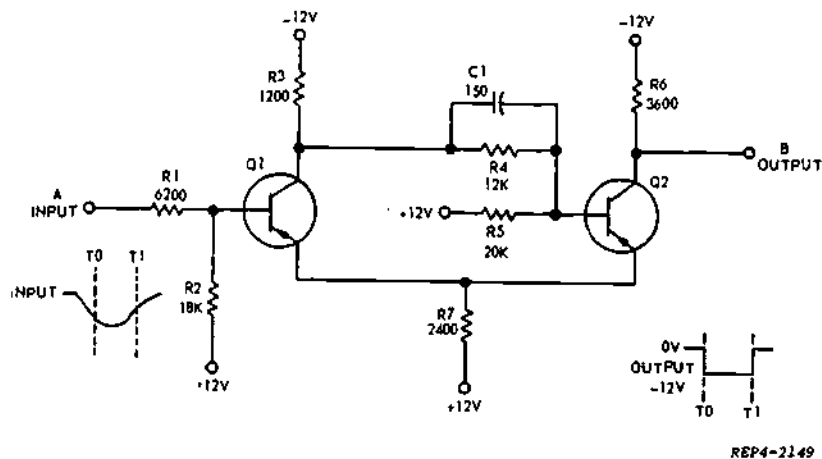 -12V
-12V
R3
1200
C1
150
R6
3600
Q1
R4
12K
B
OUTPUT
A
INPUT
R1
6200
Q2
+12V
R5
20K
T0
T1
INPUT
R2
18K
R7
2400
0V
OUTPUT
-12V
+12V
+12V
T0
T1
REP4-2149